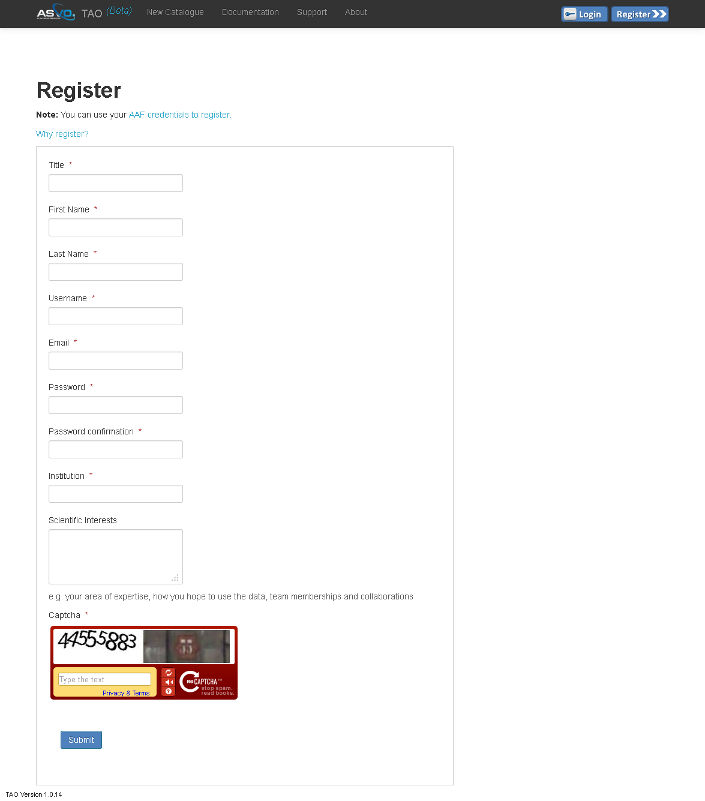 ASVO TAO (Beta) New Catalogue Documentation Support About Login Register
Register
Note: You can use your AAF credentials to register.
Why register?
Title *
First Name *
Last Name *
Username *
Email *
Password *
Password confirmation *
Institution *
Scientific Interests
e.g. your area of expertise, how you hope to use the data, team memberships and collaborations
Captcha *
Type the text
Privacy & Terms
reCAPTCHA™
stop spam.
read books.
Submit
TAO Version 1.0.14